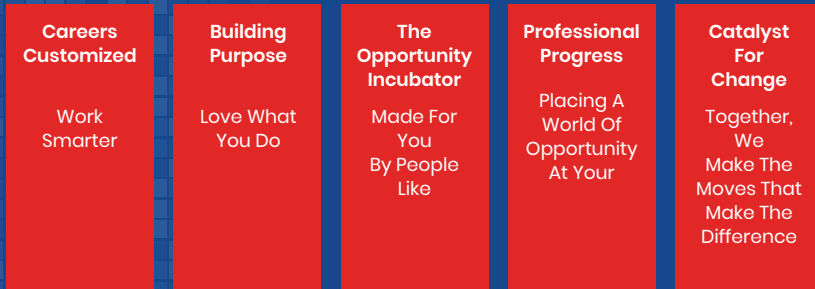 Careers
Customized
Work
Smarter
Building
Purpose
Love What
You Do
The
Opportunity
Incubator
Made For
You
By People
Like
Professional
Progress
Placing A
World Of
Opportunity
At Your
Catalyst
For
Change
Together,
We
Make The
Moves That
Make The
Difference